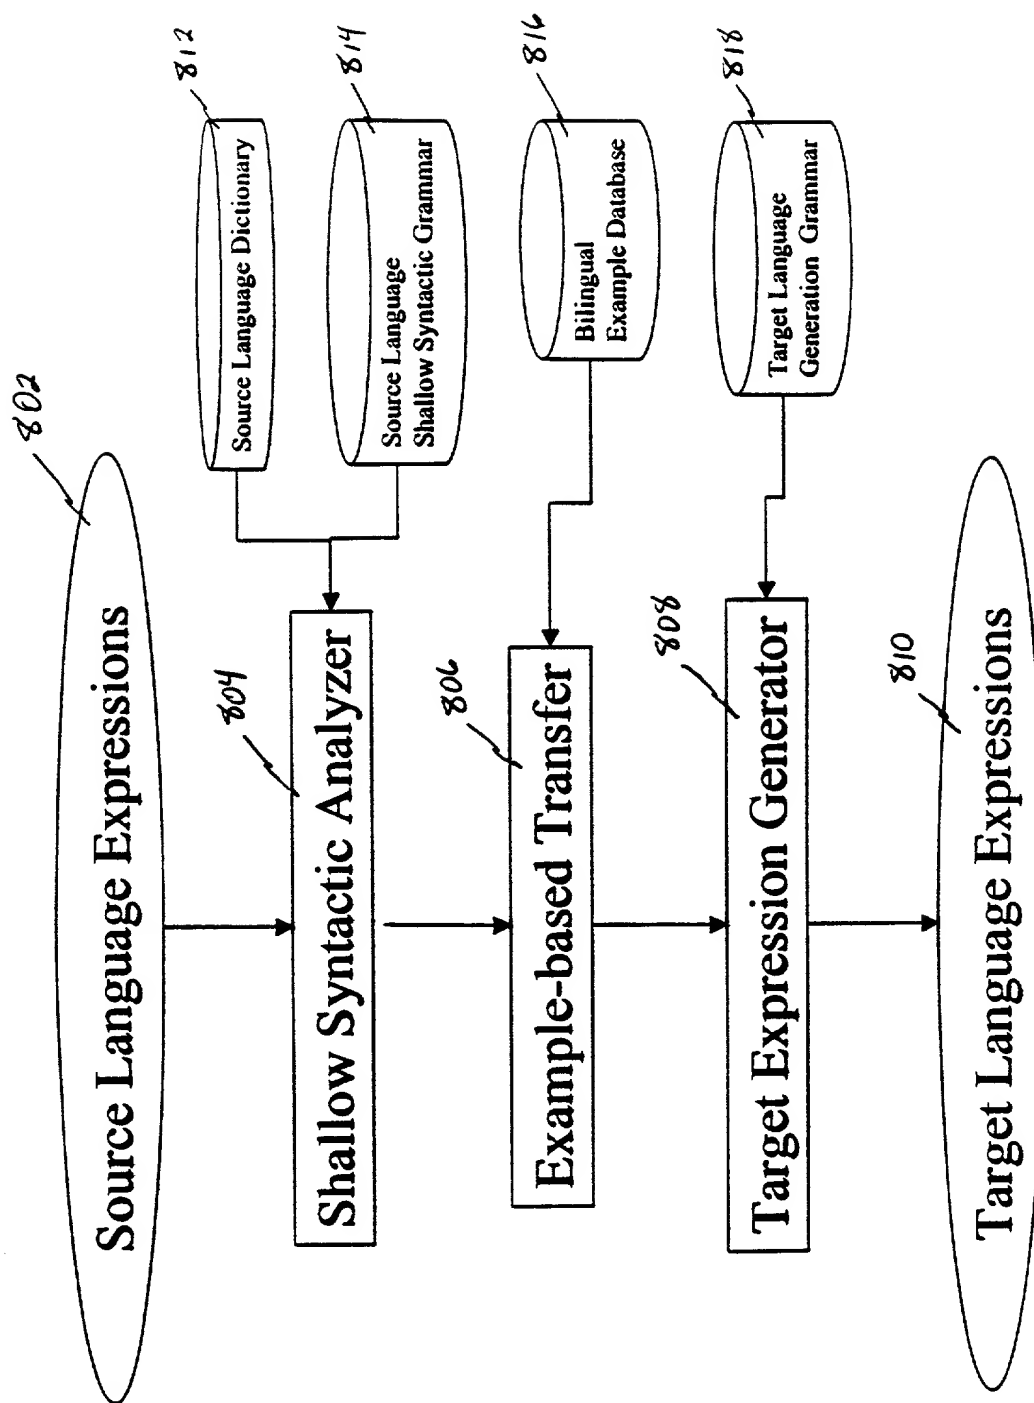 802
Source Language Expressions
812
Source Language Dictionary
804
Shallow Syntactic Analyzer
814
Source Language
Shallow Syntactic Grammar
806
Example-based Transfer
816
Bilingual
Example Database
808
Target Expression Generator
818
Target Language
Generation Grammar
810
Target Language Expressions